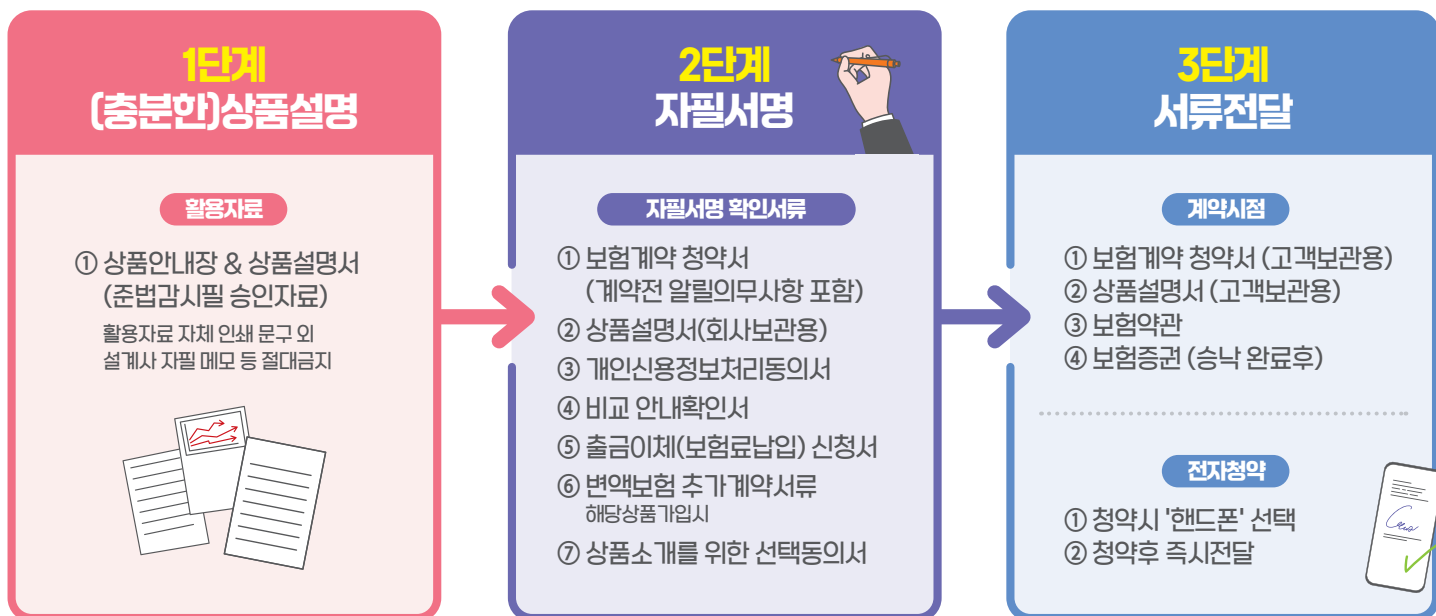 1단계
(충분한)상품설명
활용자료
① 상품안내장 & 상품설명서
(준법감시필 승인자료)
활용자료 자체 인쇄 문구 외
설계사 자필 메모 등 절대금지
2단계
자필서명
자필서명 확인서류
① 보험계약 청약서
(계약전 알릴의무사항 포함)
② 상품설명서(회사보관용)
③ 개인신용정보처리동의서
④ 비교 안내확인서
⑤ 출금이체(보험료납입) 신청서
⑥ 변액보험 추가계약서류
해당상품가입시
⑦ 상품소개를 위한 선택동의서
3단계
서류전달
계약시점
① 보험계약 청약서 (고객보관용)
② 상품설명서 (고객보관용)
③ 보험약관
④ 보험증권 (승낙 완료후)
전자청약
① 청약시 '핸드폰' 선택
② 청약후 즉시전달